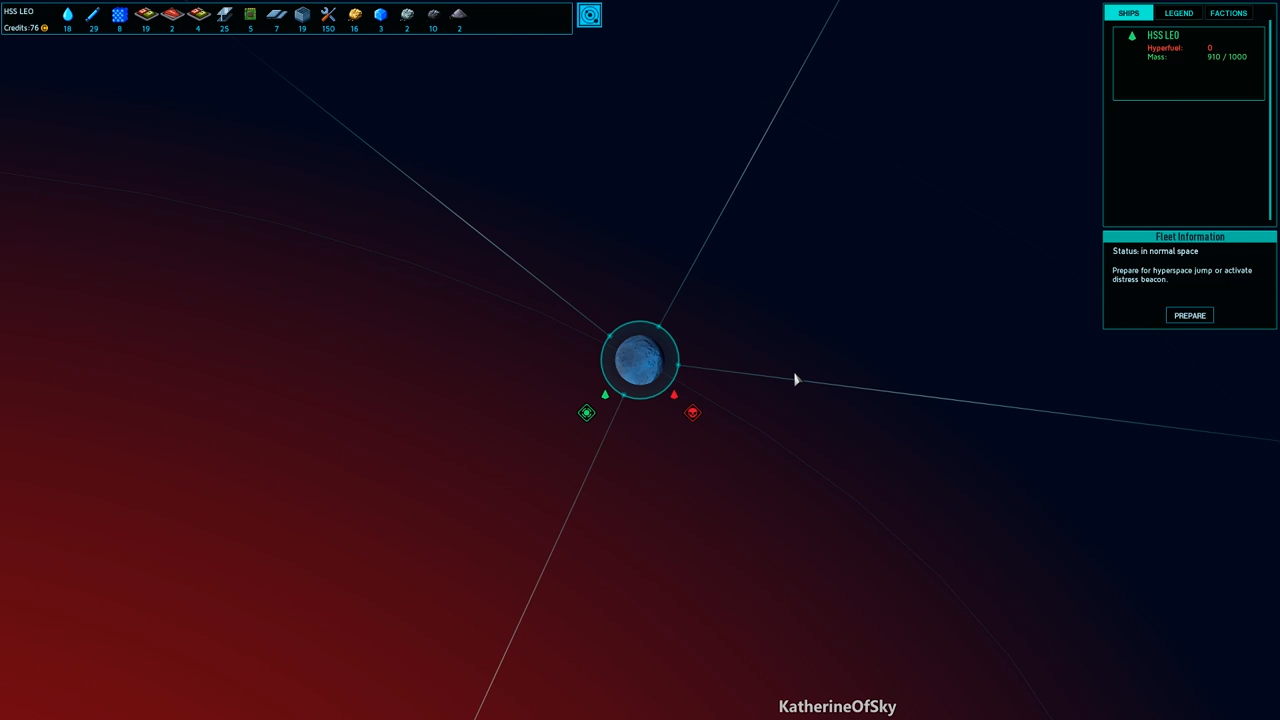 HSS LEO
Credits:76
18 29 8 19 2 4 25 5 7 19 150 16 3 2 10 2
SHIPS LEGEND FACTIONS
HSS LEO
Hyperfuel: 0
Mass: 910 / 1000
Fleet Information
Status: in normal space
Prepare for hyperspace jump or activate
distress beacon.
PREPARE
KatherineOfSky